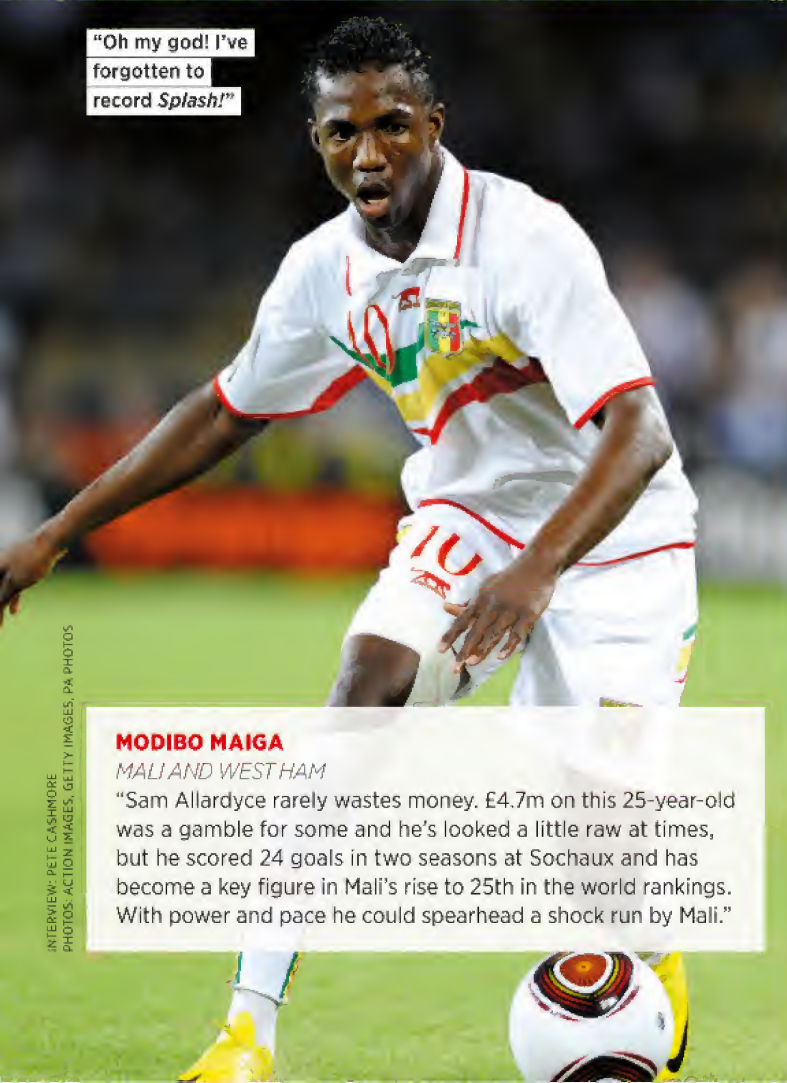 “Oh my god! I’ve
forgotten to
record Splash!”
10
10
MODIBO MAIGA
MALI AND WEST HAM
“Sam Allardyce rarely wastes money. £4.7m on this 25-year-old
was a gamble for some and he’s looked a little raw at times,
but he scored 24 goals in two seasons at Sochaux and has
become a key figure in Mali’s rise to 25th in the world rankings.
With power and pace he could spearhead a shock run by Mali.”
INTERVIEW: PETE CASHMORE
PHOTOS: ACTION IMAGES, GETTY IMAGES, PA PHOTOS